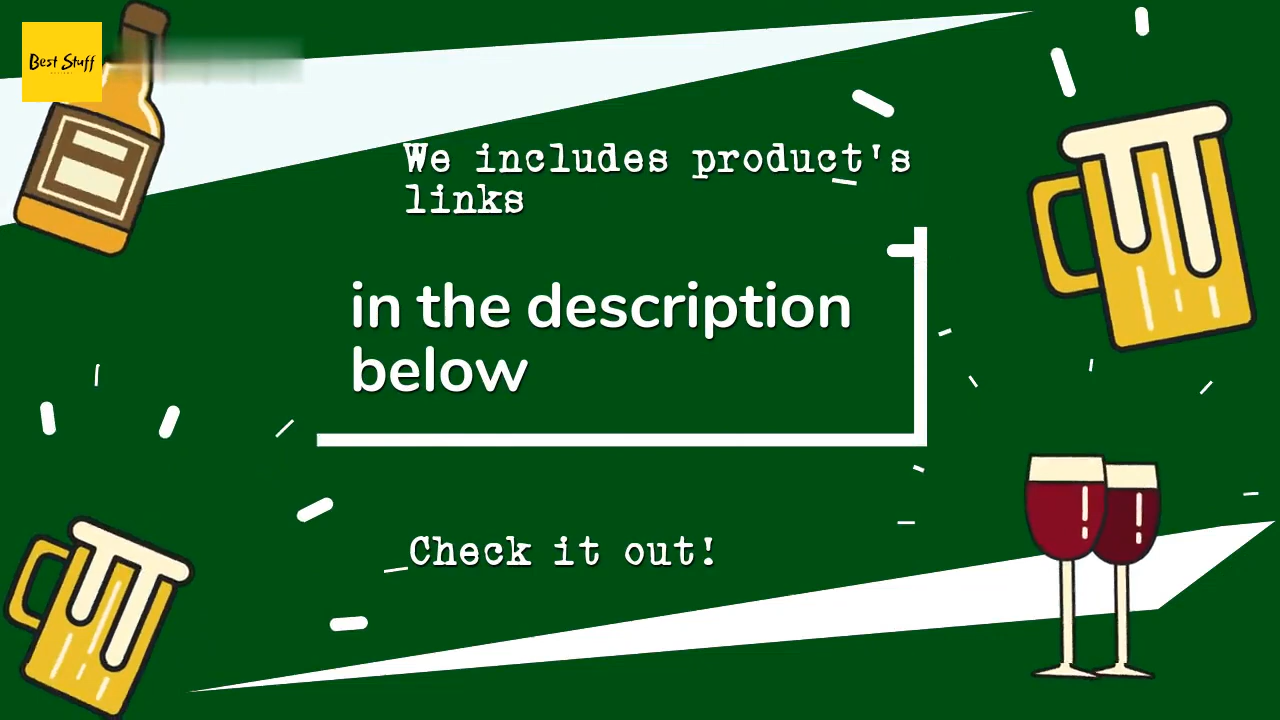 Best Stuff
We includes product's
links
in the description
below
Check it out!